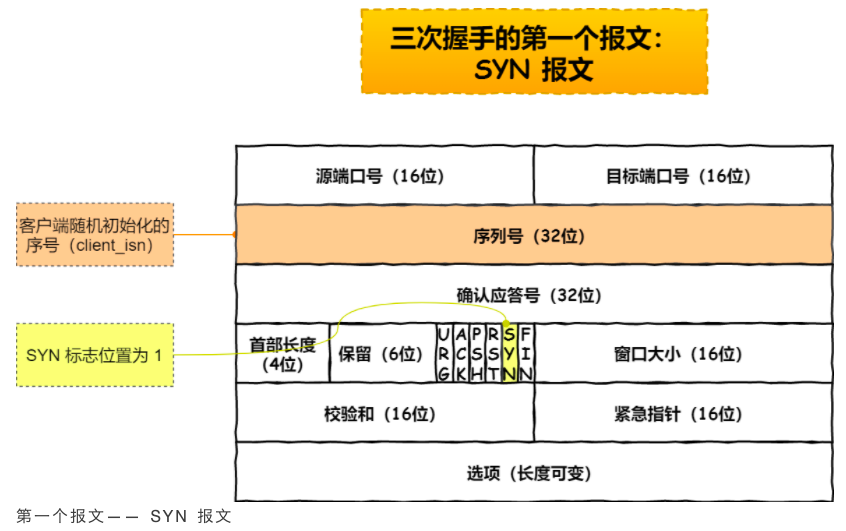 三次握手的第一个报文：
SYN 报文
源端口号（16位）
目标端口号（16位）
客户端随机初始化的
序号（client_isn）
序列号（32位）
确认应答号（32位）
SYN 标志位置为 1
首部长度
（4位）
保留（6位）
URG
ACK
PSH
RST
SYN
FIN
窗口大小（16位）
校验和（16位）
紧急指针（16位）
选项（长度可变）
第一个报文—— SYN 报文